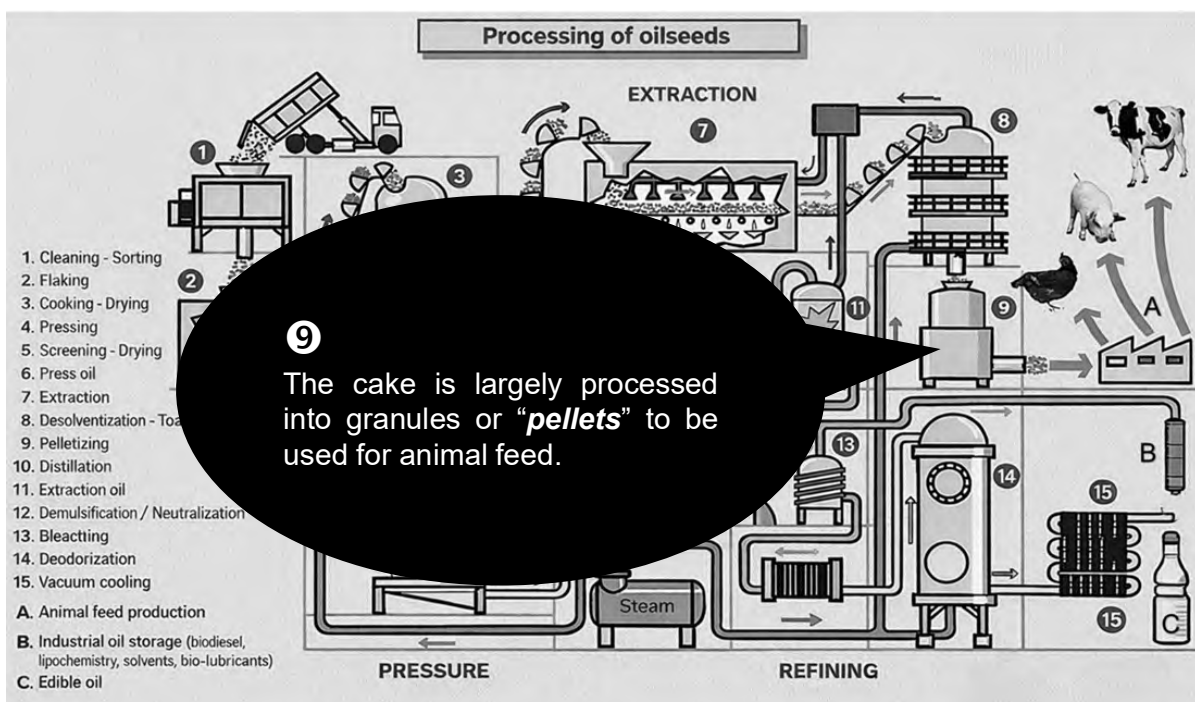 Processing of oilseeds
EXTRACTION
7
8
1
3
1. Cleaning - Sorting
2. Flaking
3. Cooking - Drying
4. Pressing
5. Screening - Drying
6. Press oil
7. Extraction
8. Desolventization - Toa
9. Pelletizing
10. Distillation
11. Extraction oil
12. Demulsification / Neutralization
13. Bleactting
14. Deodorization
15. Vacuum cooling
A. Animal feed production
B. Industrial oil storage (biodiesel,
lipochemistry, solvents, bio-lubricants)
C. Edible oil
2
9
The cake is largely processed
into granules or “pellets” to be
used for animal feed.
11
9
A
13
14
B
15
15
C
Steam
PRESSURE
REFINING